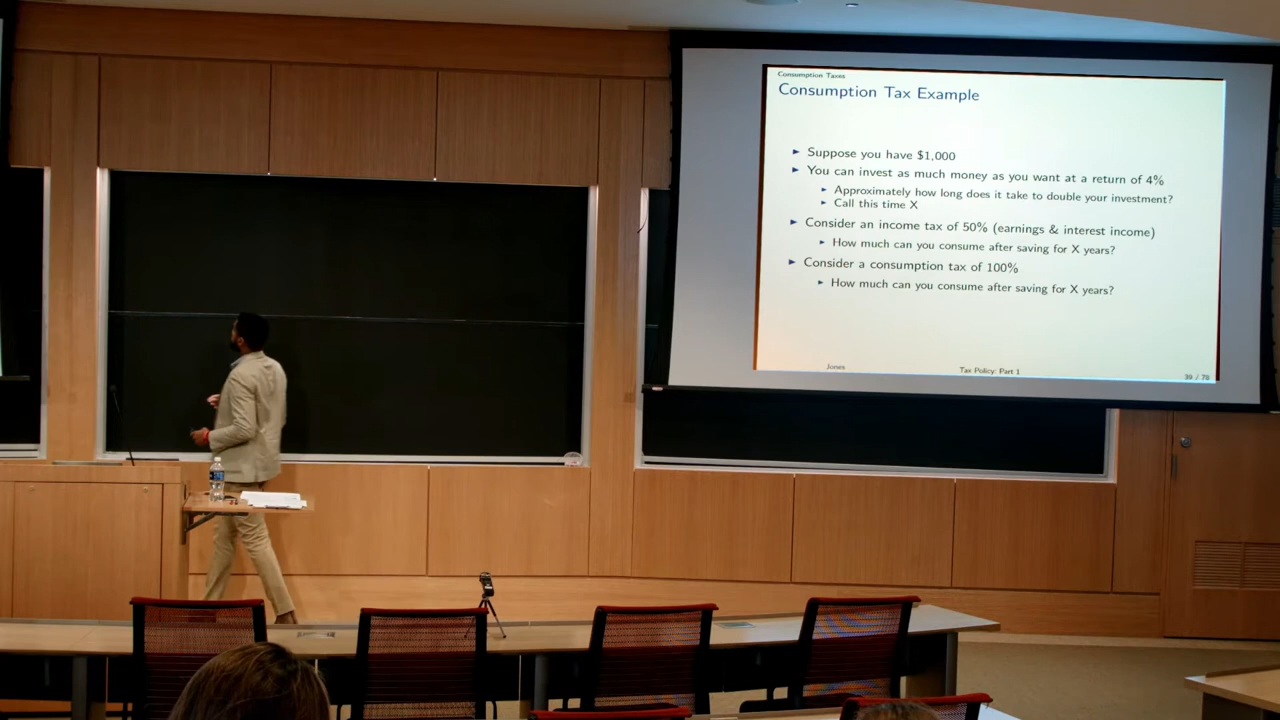 Consumption Taxes
Consumption Tax Example
Suppose you have $1,000
You can invest as much money as you want at a return of 4%
Approximately how long does it take to double your investment?
Call this time X
Consider an income tax of 50% (earnings & interest income)
How much can you consume after saving for X years?
Consider a consumption tax of 100%
How much can you consume after saving for X years?
Jones
Tax Policy: Part 1
39 / 78